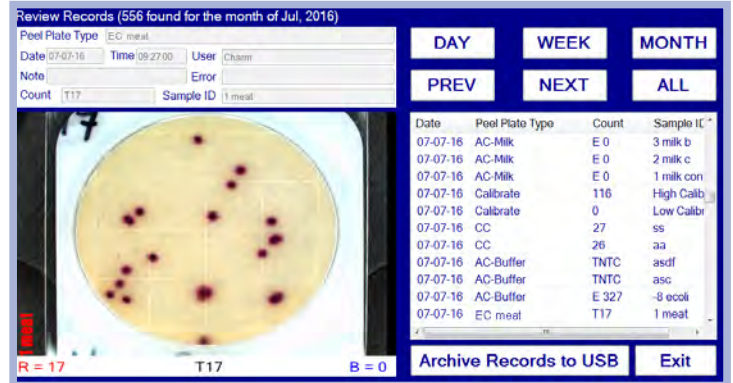 Review Records (556 found for the month of Jul, 2016)
Peel Plate Type EC meat
Date 07-07-16 Time 09:27:00 User Charm
Note Error
Count T17 Sample ID 1 meat
17
1 meat
R = 17 T17 B = 0
DAY WEEK MONTH
PREV NEXT ALL
Date Peel Plate Type Count Sample ID
07-07-16 AC-Milk E 0 3 milk b
07-07-16 AC-Milk E 0 2 milk c
07-07-16 AC-Milk E 0 1 milk con
07-07-16 Calibrate 116 High Calib
07-07-16 Calibrate 0 Low Calibr
07-07-16 CC 27 ss
07-07-16 CC 26 aa
07-07-16 AC-Buffer TNTC asdf
07-07-16 AC-Buffer TNTC asc
07-07-16 AC-Buffer E 327 -8 ecoli
07-07-16 EC meat T17 1 meat
Archive Records to USB Exit